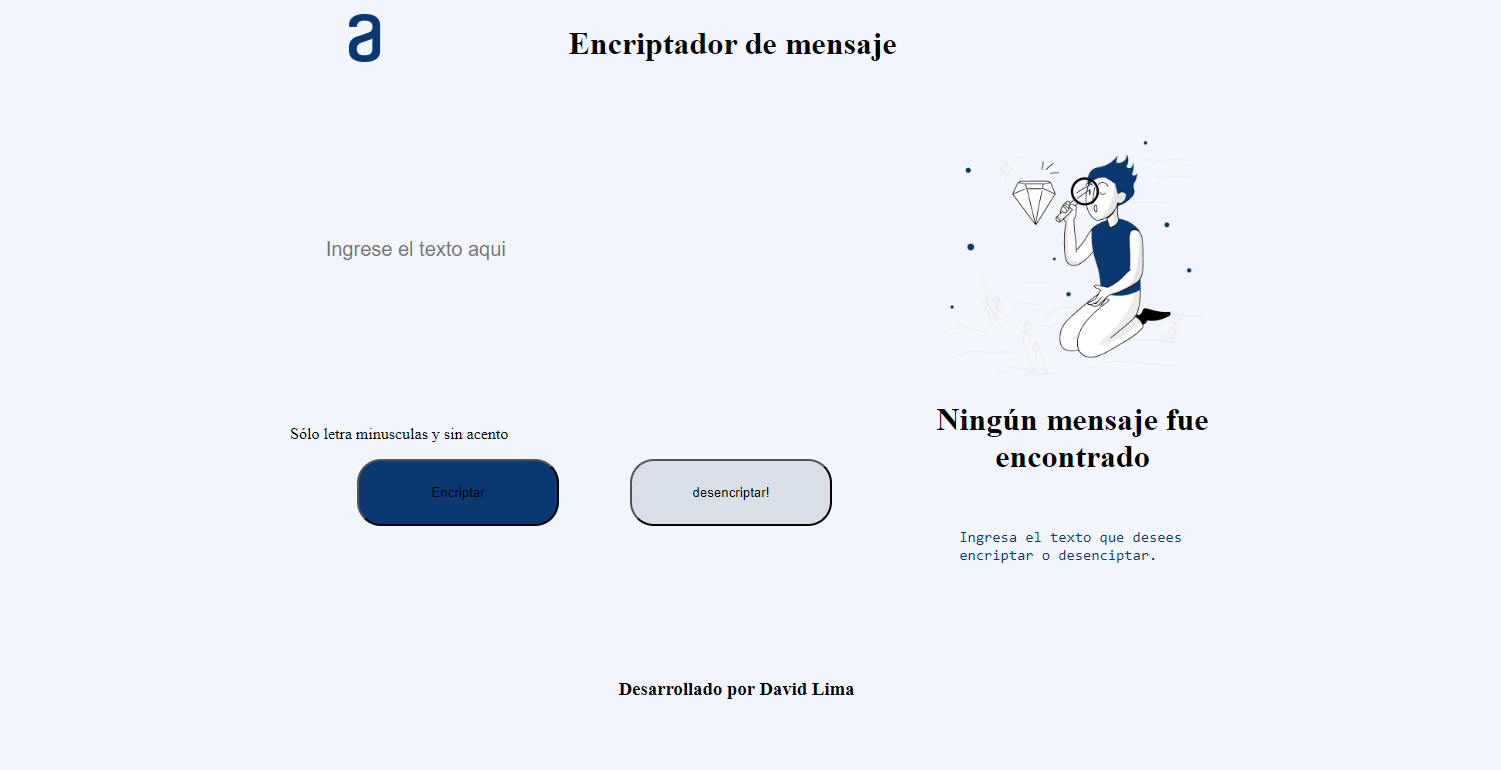 a
Encriptador de mensaje
Ingrese el texto aqui
Sólo letra minusculas y sin acento
Encriptar
desencriptar!
Ningún mensaje fue
encontrado
Ingresa el texto que desees
encriptar o desenciptar.
Desarrollado por David Lima